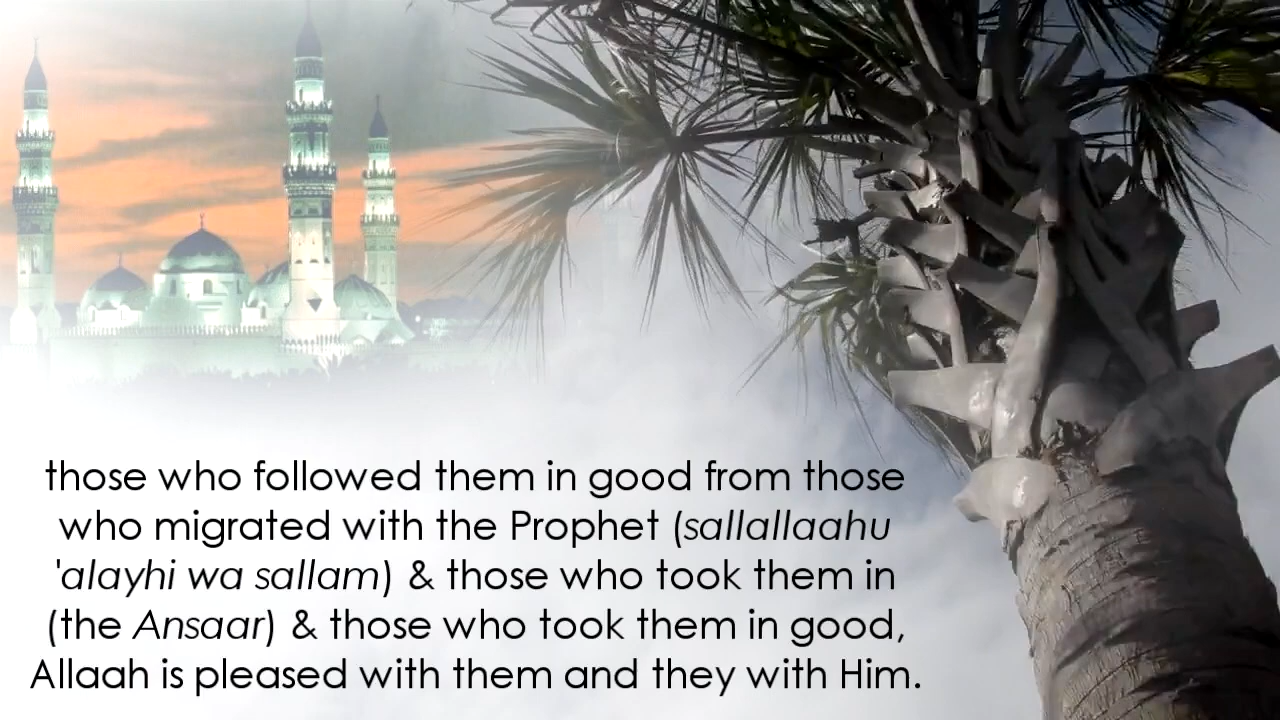 those who followed them in good from those
who migrated with the Prophet (sallallaahu
'alayhi wa sallam) & those who took them in
(the Ansaar) & those who took them in good,
Allaah is pleased with them and they with Him.